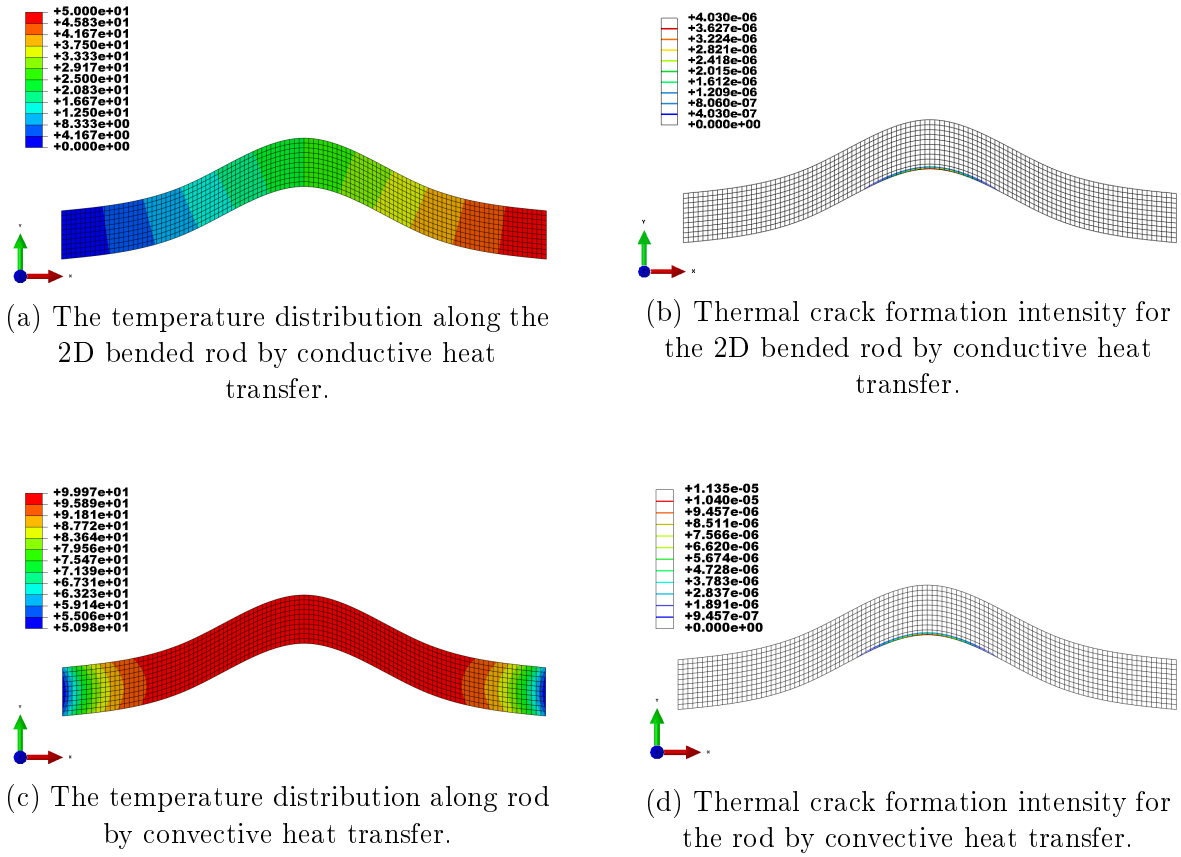 +5.000e+01
+4.583e+01
+4.167e+01
+3.750e+01
+3.333e+01
+2.917e+01
+2.500e+01
+2.083e+01
+1.667e+01
+1.250e+01
+8.333e+00
+4.167e+00
+0.000e+00
Y
X
(a) The temperature distribution along the
2D bended rod by conductive heat
transfer.
+4.030e-06
+3.627e-06
+3.224e-06
+2.821e-06
+2.418e-06
+2.015e-06
+1.612e-06
+1.209e-06
+8.060e-07
+4.030e-07
+0.000e+00
Y
X
(b) Thermal crack formation intensity for
the 2D bended rod by conductive heat
transfer.
+9.997e+01
+9.589e+01
+9.181e+01
+8.772e+01
+8.364e+01
+7.956e+01
+7.547e+01
+7.139e+01
+6.731e+01
+6.323e+01
+5.914e+01
+5.506e+01
+5.098e+01
Y
X
(c) The temperature distribution along rod
by convective heat transfer.
+1.135e-05
+1.040e-05
+9.457e-06
+8.511e-06
+7.566e-06
+6.620e-06
+5.674e-06
+4.728e-06
+3.783e-06
+2.837e-06
+1.891e-06
+9.457e-07
+0.000e+00
Y
X
(d) Thermal crack formation intensity for
the rod by convective heat transfer.